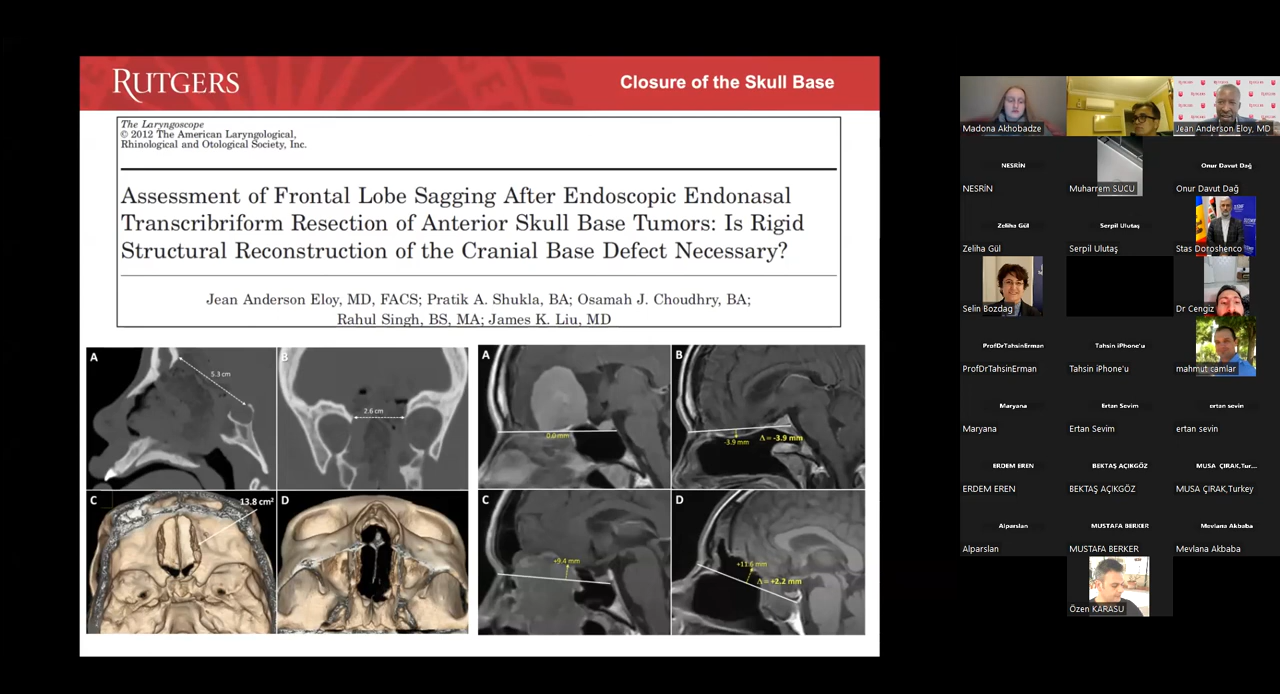 RUTGERS
Closure of the Skull Base
The Laryngoscope
© 2012 The American Laryngological,
Rhinological and Otological Society, Inc.
Assessment of Frontal Lobe Sagging After Endoscopic Endonasal
Transcribriform Resection of Anterior Skull Base Tumors: Is Rigid
Structural Reconstruction of the Cranial Base Defect Necessary?
Jean Anderson Eloy, MD, FACS; Pratik A. Shukla, BA; Osamah J. Choudhry, BA;
Rahul Singh, BS, MA; James K. Liu, MD
A
5.3 cm
B
2.6 cm
C
13.8 cm²
D
A
0.0 mm
B
-3.9 mm
Δ = -3.9 mm
C
+9.4 mm
D
+11.6 mm
Δ = +2.2 mm
Madona Akhobadze
Jean Anderson Eloy, MD
NESRİN
NESRİN
Muharrem SUCU
Onur Davut Dağ
Onur Davut Dağ
Zeliha Gül
Zeliha Gül
Serpil Ulutaş
Serpil Ulutaş
Stas Doroshenco
Selin Bozdag
Dr Cengiz
ProfDrTahsinErman
ProfDrTahsinErman
Tahsin iPhone'u
Tahsin iPhone'u
mahmut camlar
Maryana
Maryana
Ertan Sevim
Ertan Sevim
ertan sevin
ertan sevin
ERDEM EREN
ERDEM EREN
BEKTAŞ AÇIKGÖZ
BEKTAŞ AÇIKGÖZ
MUSA ÇIRAK,Tur...
MUSA ÇIRAK,Turkey
Alparslan
Alparslan
MUSTAFA BERKER
MUSTAFA BERKER
Mevlana Akbaba
Mevlana Akbaba
Özen KARASU